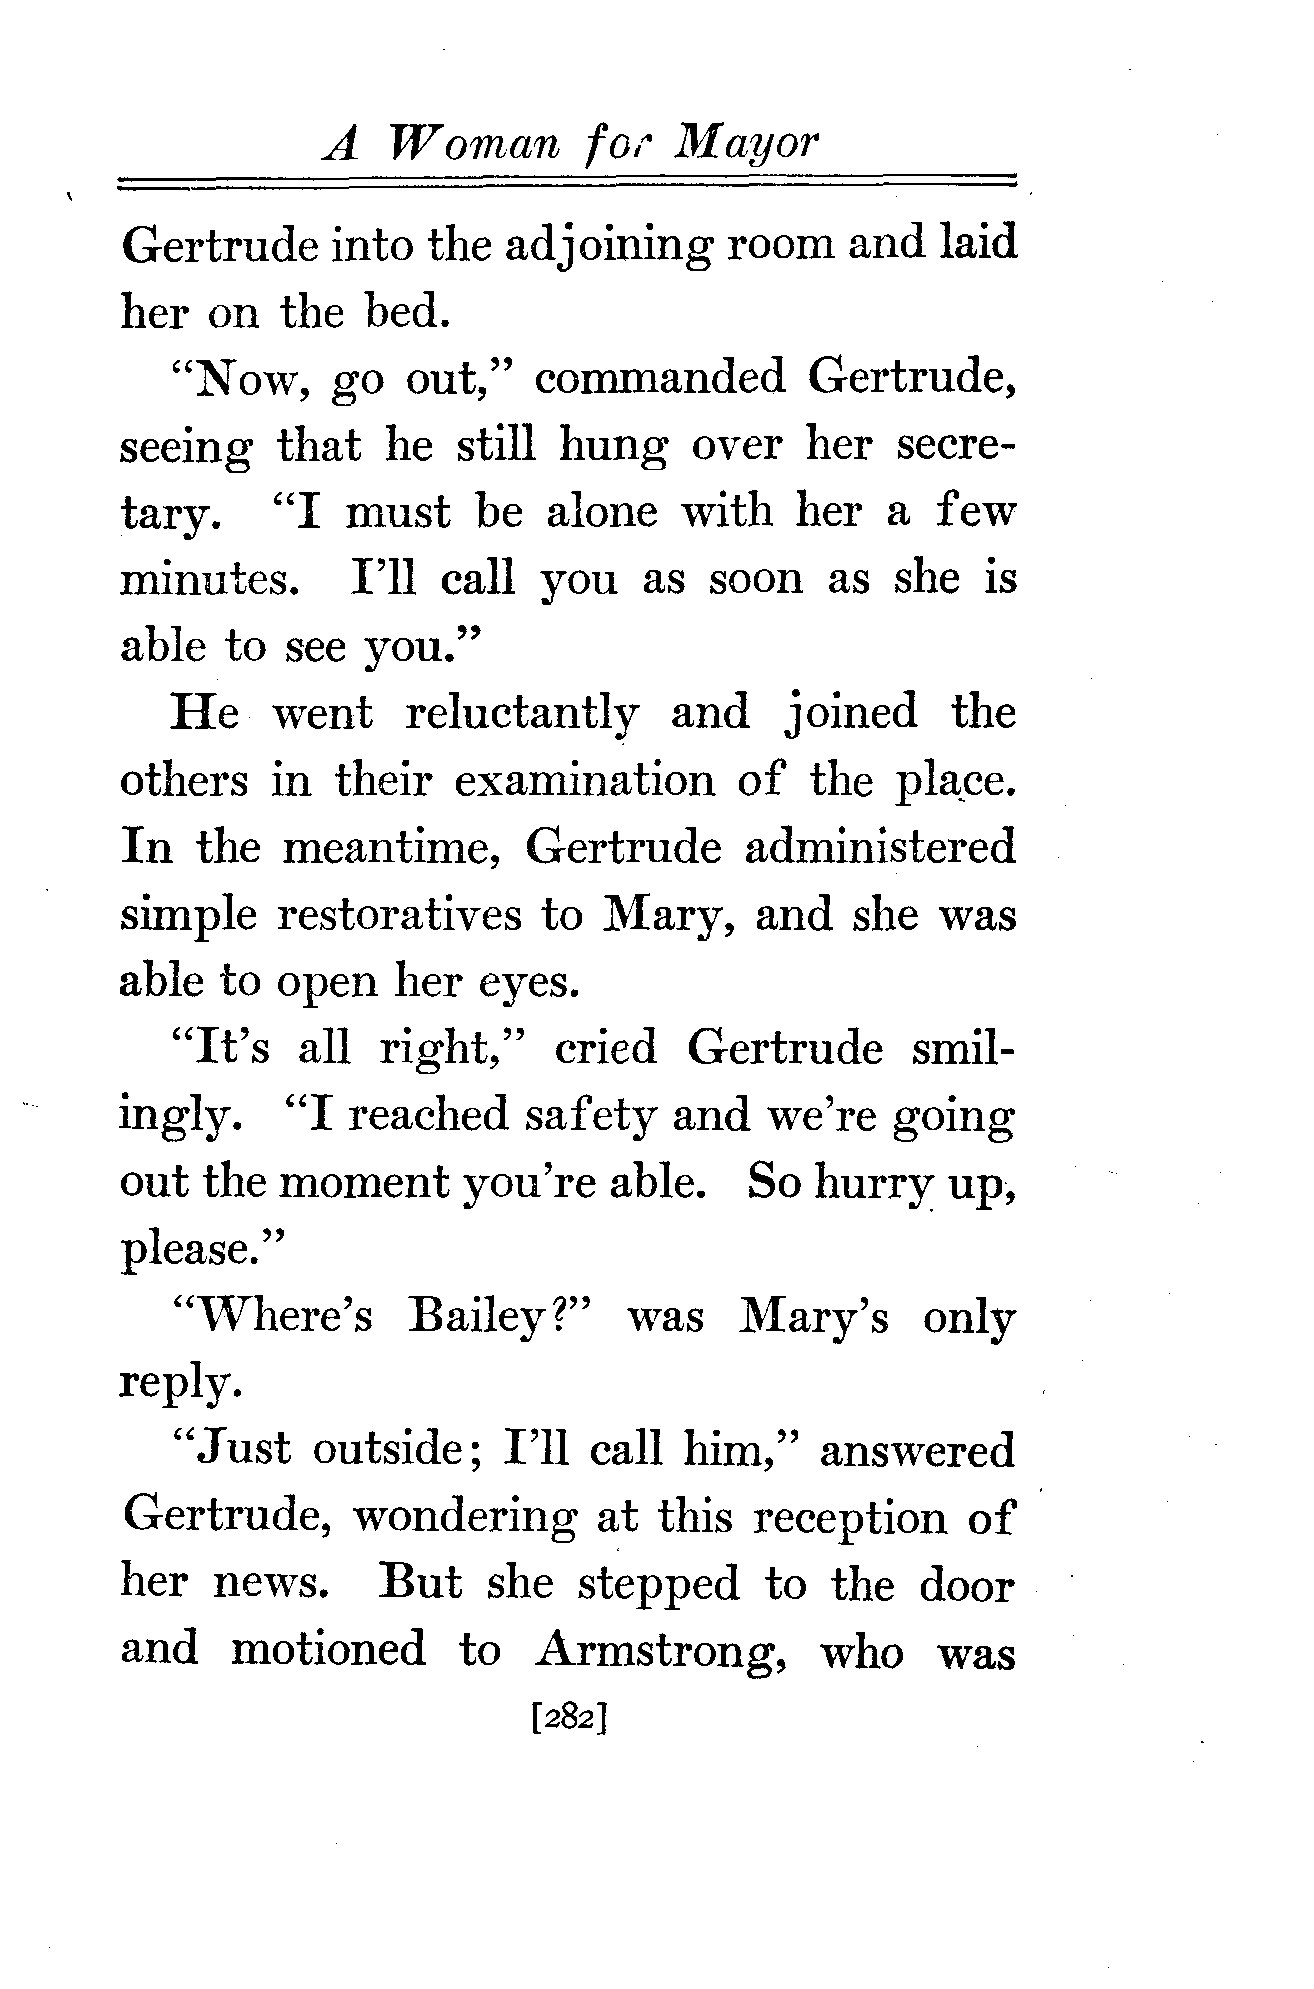 A Woman for Mayor
Gertrude into the adjoining room and laid
her on the bed.
“Now, go out,” commanded Gertrude,
seeing that he still hung over her secre-
tary. “I must be alone with her a few
minutes. I’ll call you as soon as she is
able to see you.”
He went reluctantly and joined the
others in their examination of the place.
In the meantime, Gertrude administered
simple restoratives to Mary, and she was
able to open her eyes.
“It’s all right,” cried Gertrude smil-
ingly. “I reached safety and we’re going
out the moment you’re able. So hurry up,
please.”
“Where’s Bailey?” was Mary’s only
reply.
“Just outside; I’ll call him,” answered
Gertrude, wondering at this reception of
her news. But she stepped to the door
and motioned to Armstrong, who was
[282]